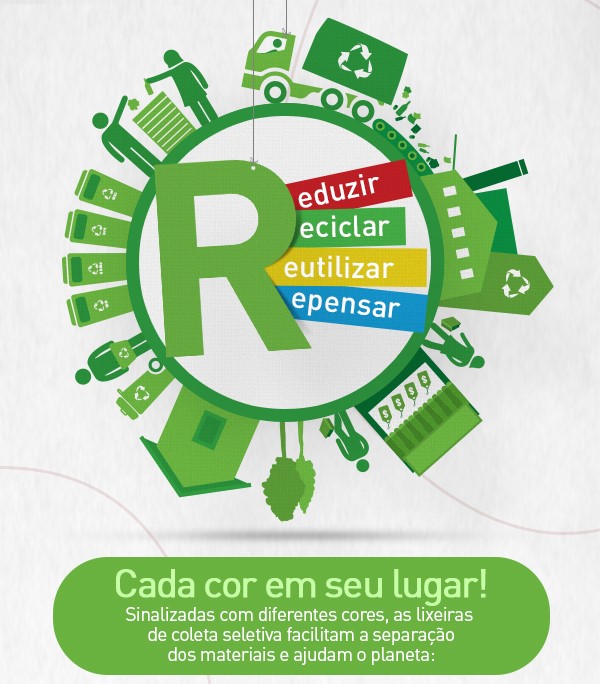 R
eduzir
eciclar
eutilizar
epensar
$ $ $ $
Cada cor em seu lugar!
Sinalizadas com diferentes cores, as lixeiras
de coleta seletiva facilitam a separação
dos materiais e ajudam o planeta: